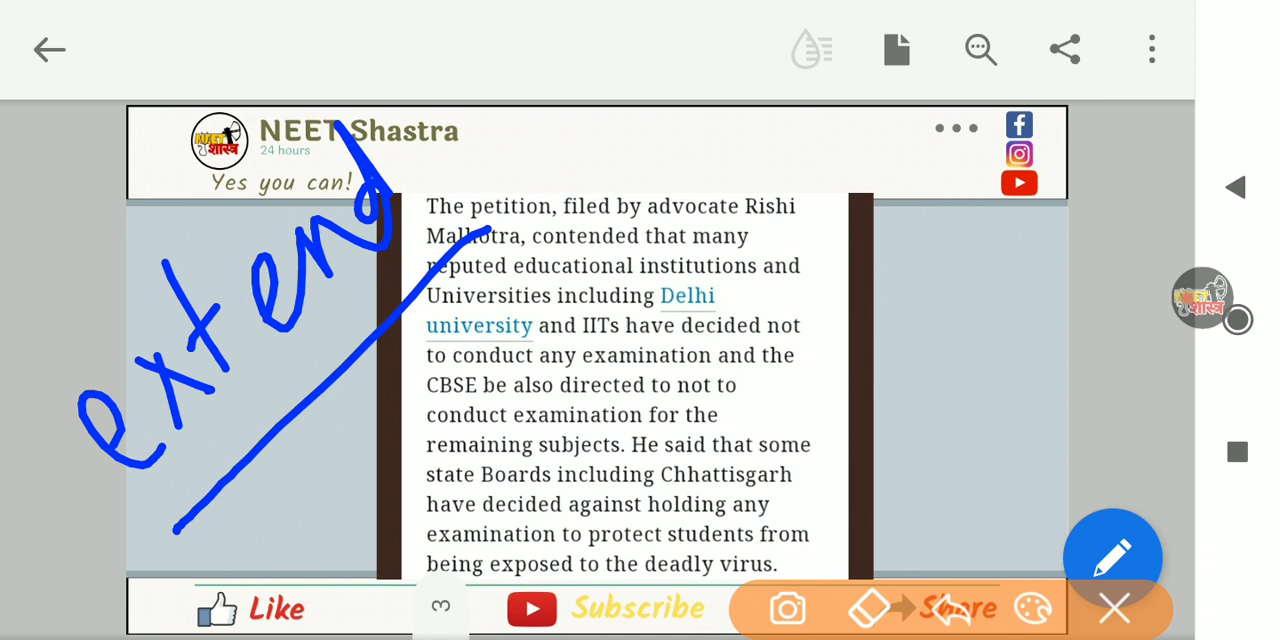 NEET Shastra
24 hours
Yes you can!
NEET
शास्त्र
extend
The petition, filed by advocate Rishi
Malhotra, contended that many
reputed educational institutions and
Universities including Delhi
university and IITs have decided not
to conduct any examination and the
CBSE be also directed to not to
conduct examination for the
remaining subjects. He said that some
state Boards including Chhattisgarh
have decided against holding any
examination to protect students from
being exposed to the deadly virus.
NEET
शास्त्र
Like
3
Subscribe
Share